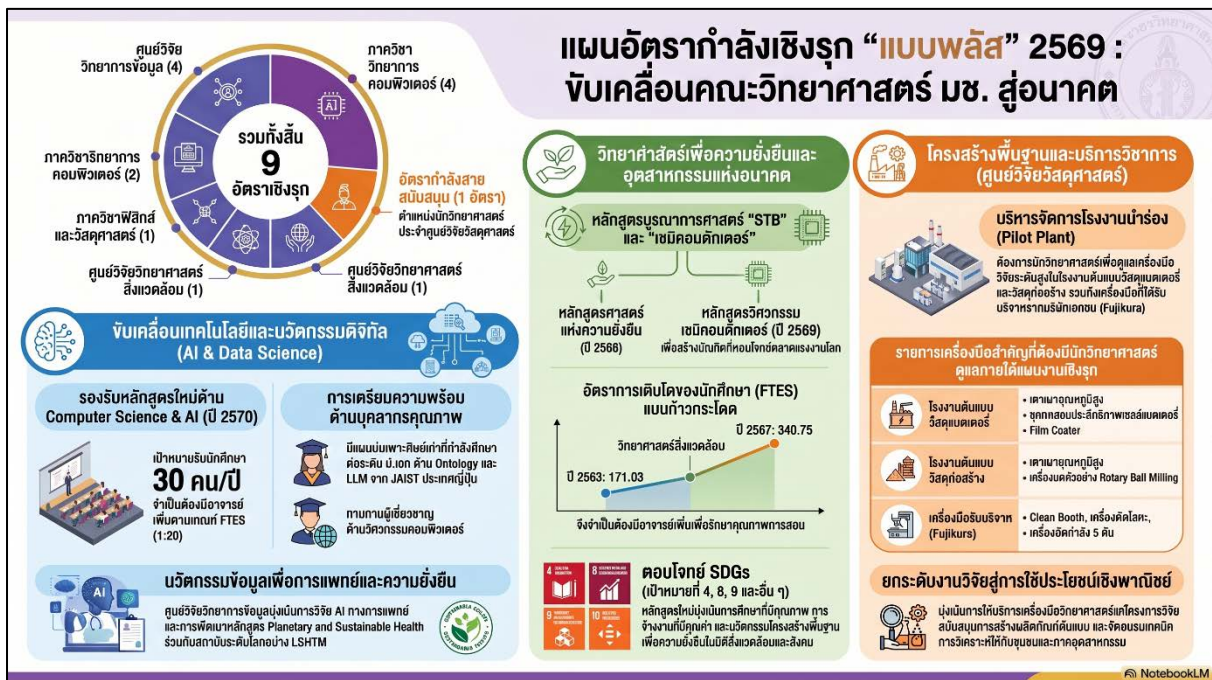 แผนอัตรากำลังเชิงรุก “แบบพลัส” 2569 :
ขับเคลื่อนคณะวิทยาศาสตร์ มช. สู่อนาคต
ศูนย์วิจัย
วิทยาการข้อมูล (4)
ภาควิชา
วิทยาการ
คอมพิวเตอร์ (4)
AI
รวมทั้งสิ้น
9
อัตราเชิงรุก
ภาควิชาริทยาการ
คอมพิวเตอร์ (2)
ภาควิชาฟิสิกส์
และวัสดุศาสตร์ (1)
ศูนย์วิจัยวิทยาศาสตร์
สิ่งแวดล้อม (1)
ศูนย์วิจัยวิทยาศาสตร์
สิ่งแวดล้อม (1)
อัตรากำลังสาย
สนับสนุน (1 อัตรา)
ตำแหน่งนักวิทยาศาสตร์
ประจำศูนย์วิจัยวัสดุศาสตร์
ขับเคลื่อนเทคโนโลยีและนวัตกรรมดิจิทัล
(AI & Data Science)
รองรับหลักสูตรใหม่ด้าน
Computer Science & AI (ปี 2570)
เป้าหมายรับนักศึกษา
30 คน/ปี
จำเป็นต้องมีอาจารย์
เพิ่มตามเกณฑ์ FTES
(1:20)
การเตรียมความพร้อม
ด้านบุคลากรคุณภาพ
มีแผนบ่มเพาะศิษย์เก่าที่กำลังศึกษา
ต่อระดับ ป.เอก ด้าน Ontology และ
LLM จาก JAIST ประเทศญี่ปุ่น
ทาบทามผู้เชี่ยวชาญ
ด้านวิศวกรรมคอมพิวเตอร์
AI
นวัตกรรมข้อมูลเพื่อการแพทย์และความยั่งยืน
ศูนย์วิจัยวิทยาการข้อมูลมุ่งเน้นการวิจัย AI ทางการแพทย์
และการพัฒนาหลักสูตร Planetary and Sustainable Health
ร่วมกับสถาบันระดับโลกอย่าง LSHTM
วิทยาศำสัตร์เพื่อความยั่งยืนและ
อุตสาหกรรมแห่งอนาคต
หลักสูตรบูรณาการศาสตร์ “STB”
และ “เซมิคอนดักเตอร์”
หลักสูตรศาสตร์
แห่งความยั่งยืน
(ปี 2568)
หลักสูตรวิศวกรรม
เซมิคอนดักเตอร์ (ปี 2569)
เพื่อสร้างบัณฑิตที่หอบโจทย์ตลาดแรงงานโลก
อัตราการเติบโตของนักศึกษา (FTES)
แบบก้าวกระโดด
ปี 2567: 340.75
วิทยาศาสตร์สิ่งแวดล้อม
ปี 2563: 171.03
จึงจำเป็นต้องมีอาจารย์เพิ่มเพื่อรักษาคุณภาพการสอน
4
8
9
10
ตอบโจทย์ SDGs
(เป้าหมายที่ 4, 8, 9 และอื่น ๆ)
หลักสูตรใหม่มุ่งเน้นการศึกษาที่มีคุณภาพ การ
จ้างงานที่มีคุณค่า และนวัตกรรมโครงสร้างพื้นฐาน
เพื่อความยั่งยืนในมิติสิ่งแวดล้อมและสังคม
โครงสร้างพื้นฐานและบริการวิชาการ
(ศูนย์วิจัยวัสดุศาสตร์)
บริหารจัดการโรงงานนำร่อง
(Pilot Plant)
ต้องการนักวิทยาศาสตร์เพื่อดูแลเครื่องมือ
วิจัยระดับสูงในโรงงานต้นแบบวัสดุแบตเตอรี่
และวัสดุก่อสร้าง รวมทั้งเครื่องมือที่ได้รับ
บริจาคจากบริษัทเอกชน (Fujikura)
รายการเครื่องมือสำคัญที่ต้องมีนักวิทยาศาสตร์
ดูแลภายใต้แผนงานเชิงรุก
โรงงานต้นแบบ
วัสดุแบตเตอร์
• เตาเผาอุณหภูมิสูง
• ชุดทดสอบประสิทธิภาพเซลล์แบตเตอรี่
• Film Coater
โรงงานต้นแบบ
วัสดุก่อสร้าง
• เตาเผาอุณหภูมิสูง
• เครื่องบดตัวอย่าง Rotary Ball Milling
เครื่องมือรับบริจาค
(Fujikurs)
• Clean Booth, เครื่องตัดโลหะ,
• เครื่องอัดกำลัง 5 ตัน
ยกระดับงานวิจัยสู่การใช้ประโยชน์เชิงพาณิชย์
มุ่งเน้นการให้บริการเครื่องมือวิทยาศาสตร์แก่โครงการวิจัย
สนับสนุนการสร้างผลิตภัณฑ์ต้นแบบ และจัดอบรมเทคนิค
การวิเคราะห์ให้กับชุมชนและภาคอุตสาหกรรม
NotebookLM